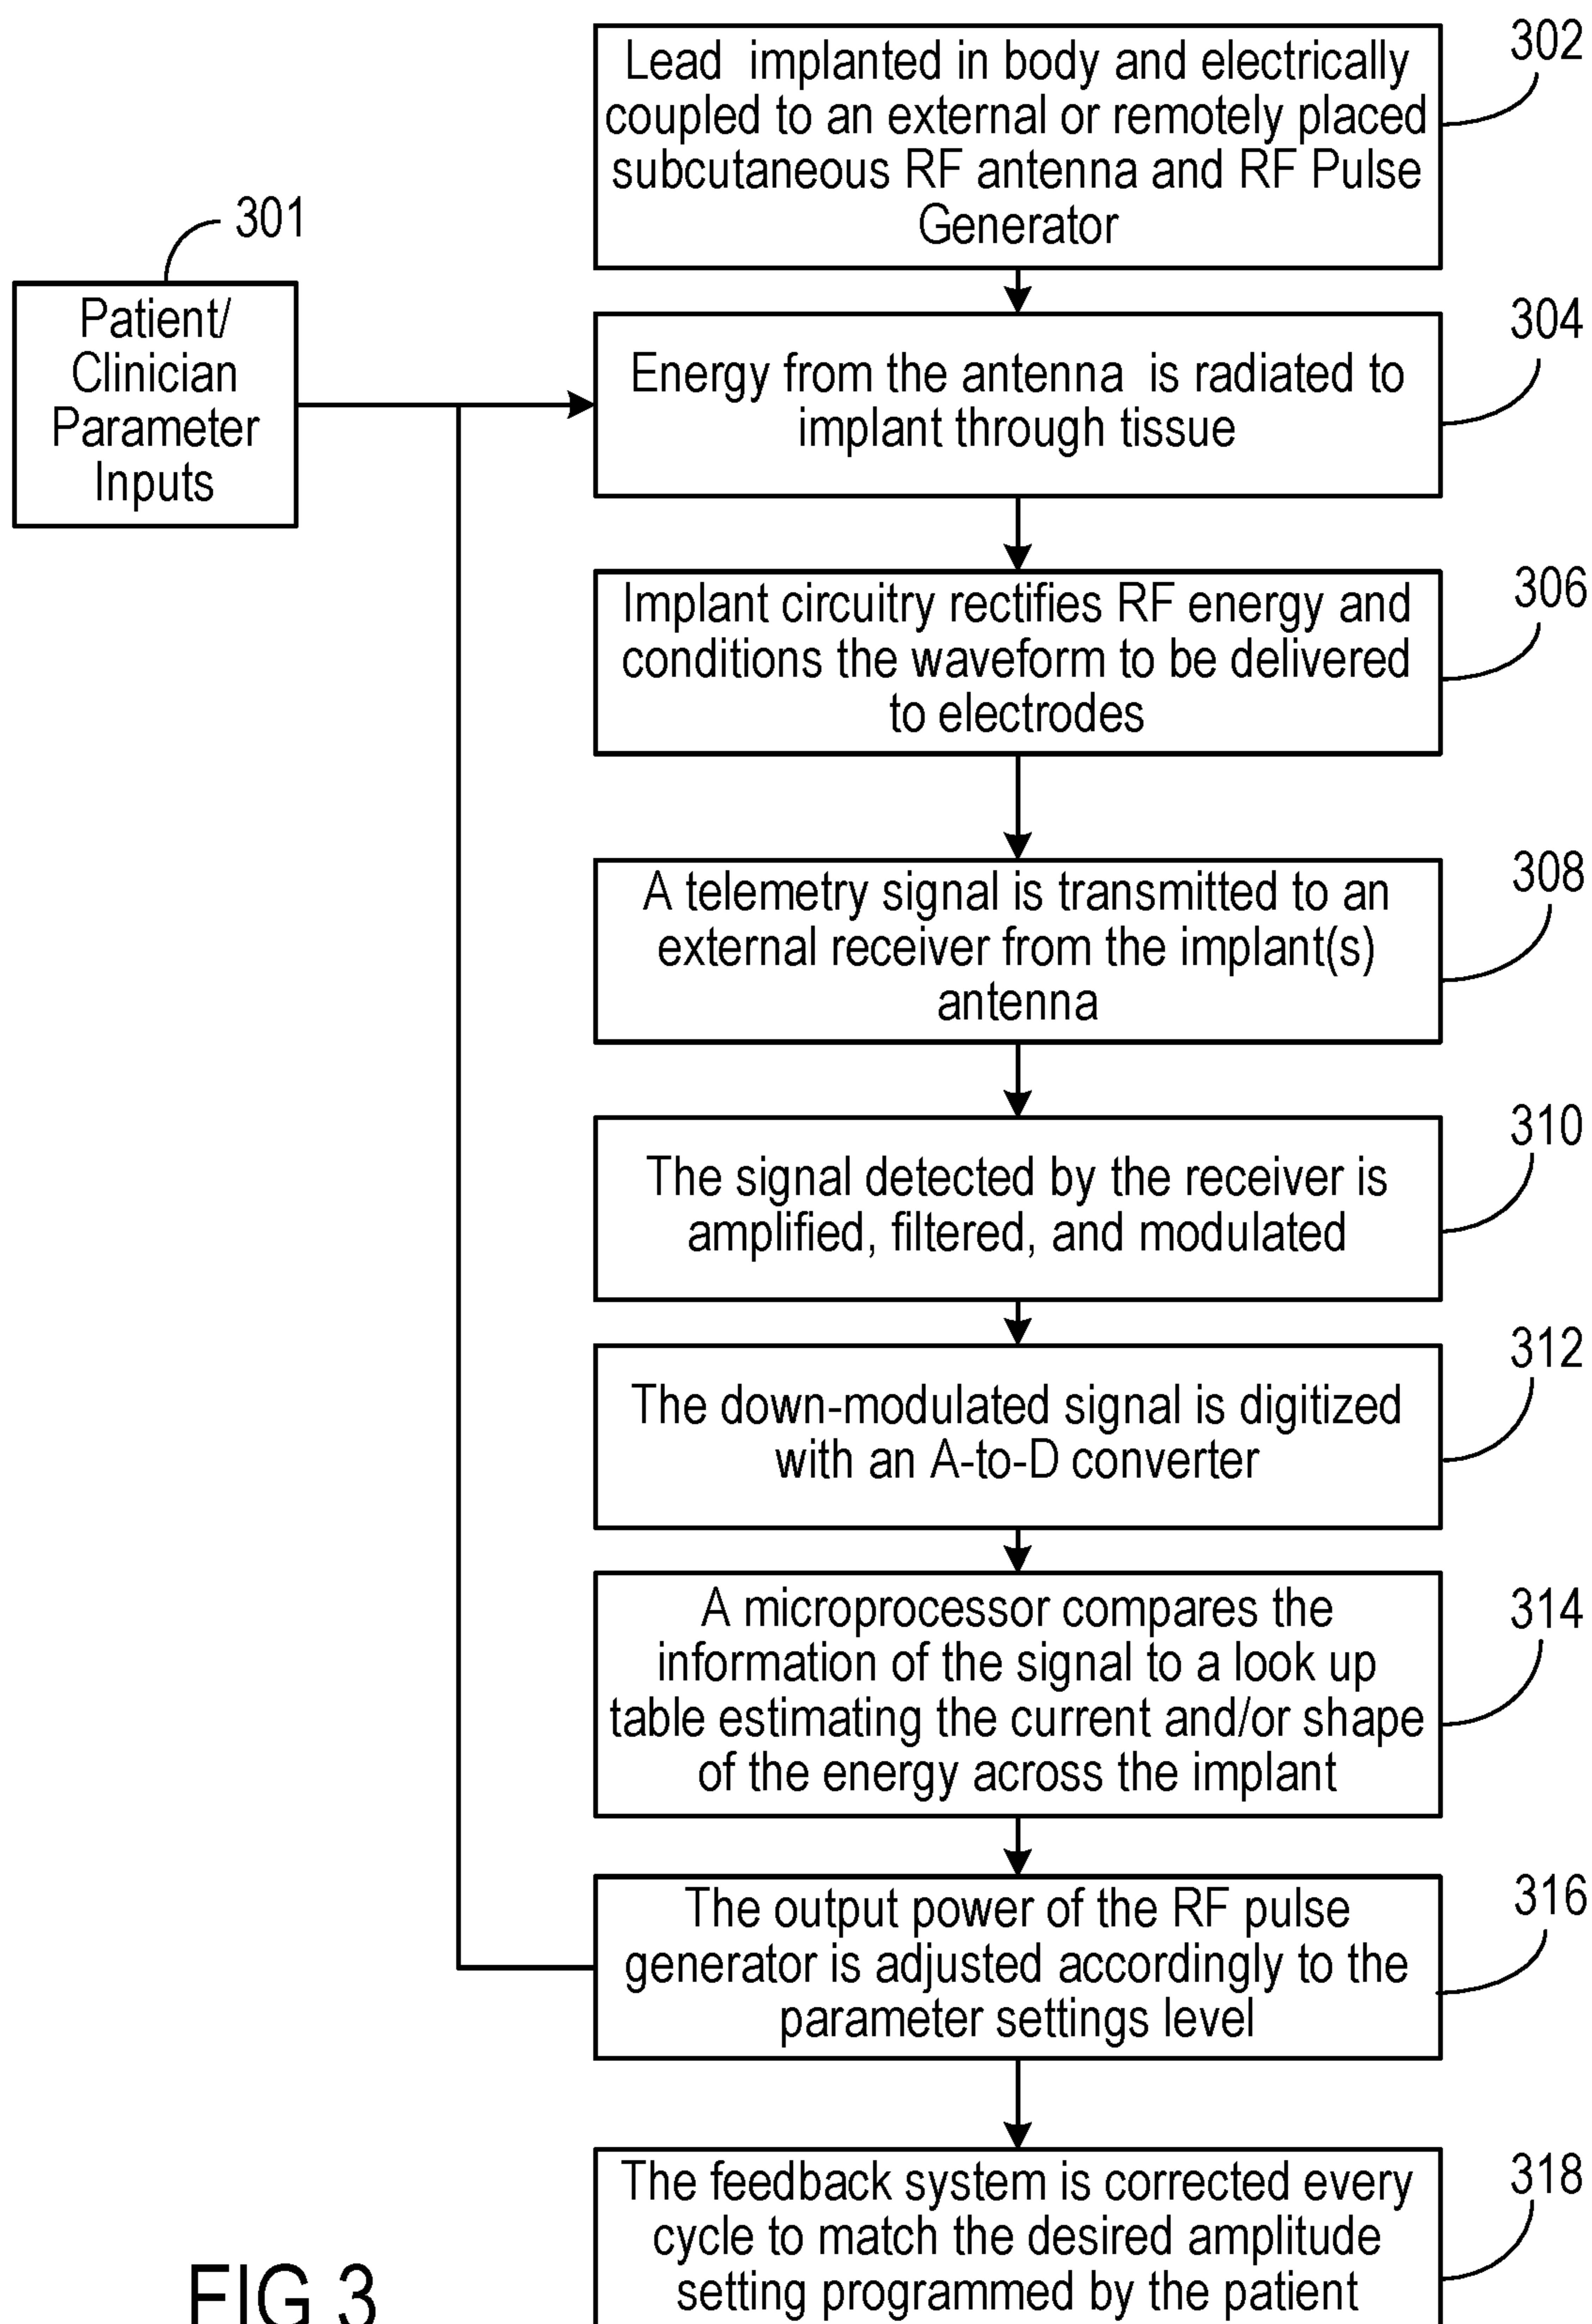 302
Lead implanted in body and electrically
coupled to an external or remotely placed
subcutaneous RF antenna and RF Pulse
Generator
301
Patient/
Clinician
Parameter
Inputs
304
Energy from the antenna is radiated to
implant through tissue
306
Implant circuitry rectifies RF energy and
conditions the waveform to be delivered
to electrodes
308
A telemetry signal is transmitted to an
external receiver from the implant(s)
antenna
310
The signal detected by the receiver is
amplified, filtered, and modulated
312
The down-modulated signal is digitized
with an A-to-D converter
314
A microprocessor compares the
information of the signal to a look up
table estimating the current and/or shape
of the energy across the implant
316
The output power of the RF pulse
generator is adjusted accordingly to the
parameter settings level
318
The feedback system is corrected every
cycle to match the desired amplitude
setting programmed by the patient
FIG 3